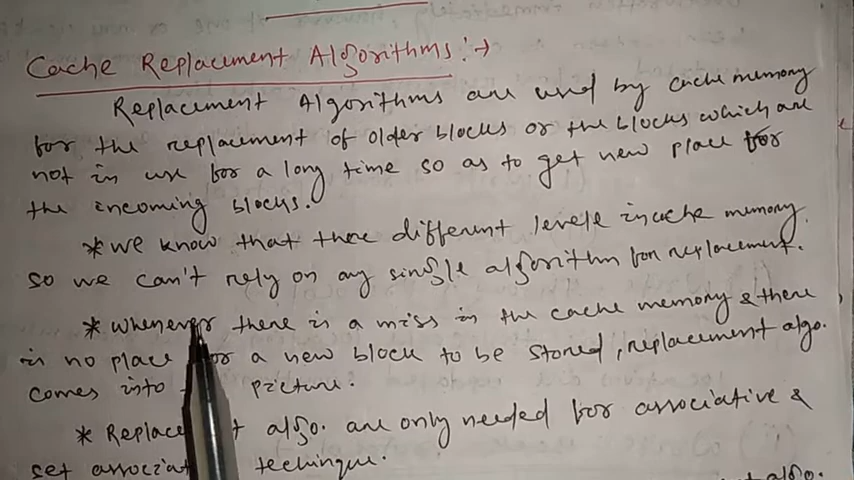 Cache Replacement Algorithms :→
Replacement Algorithms are used by cache memory
for the replacement of older blocks or the blocks which are
not in use for a long time so as to get new place for
the incoming blocks.
* We know that there different levels in cache memory.
so we can't rely on any single algorithm for replacement.
* Whenever there is a miss in the cache memory & there
is no place for a new block to be stored, replacement algo.
comes into picture.
* algo. are only needed for associative &
set techinque.
algo.